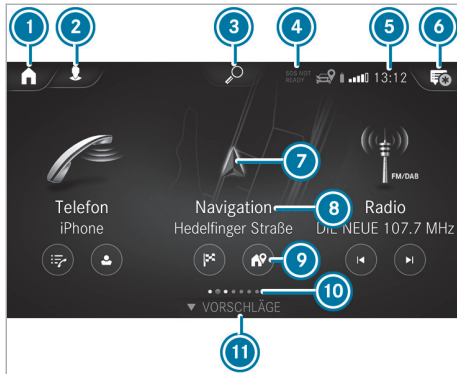 1
2
3
4
5
6
SOS NOT
READY
13:12
7
FM/DAB
Telefon
Navigation
8
Radio
iPhone
Hedelfinger Straße
DIE NEUE 107.7 MHz
9
10
VORSCHLÄGE
11